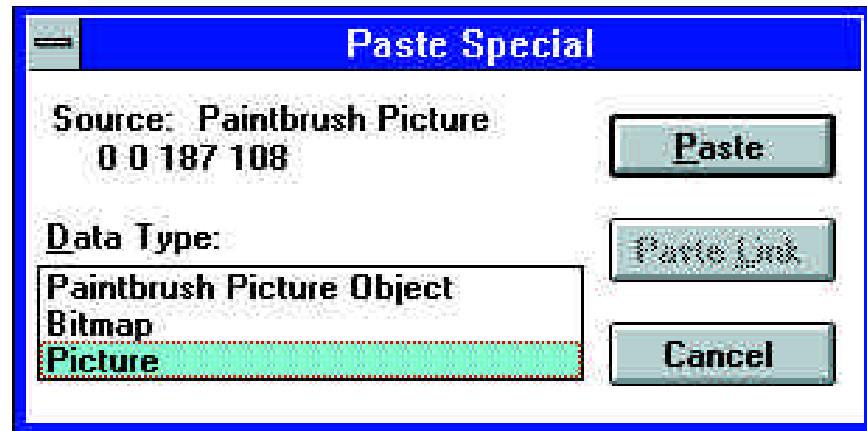 Paste Special
Source: Paintbrush Picture
0 0 187 108
Paste
Data Type:
Paste Link
Paintbrush Picture Object
Bitmap
Picture
Cancel